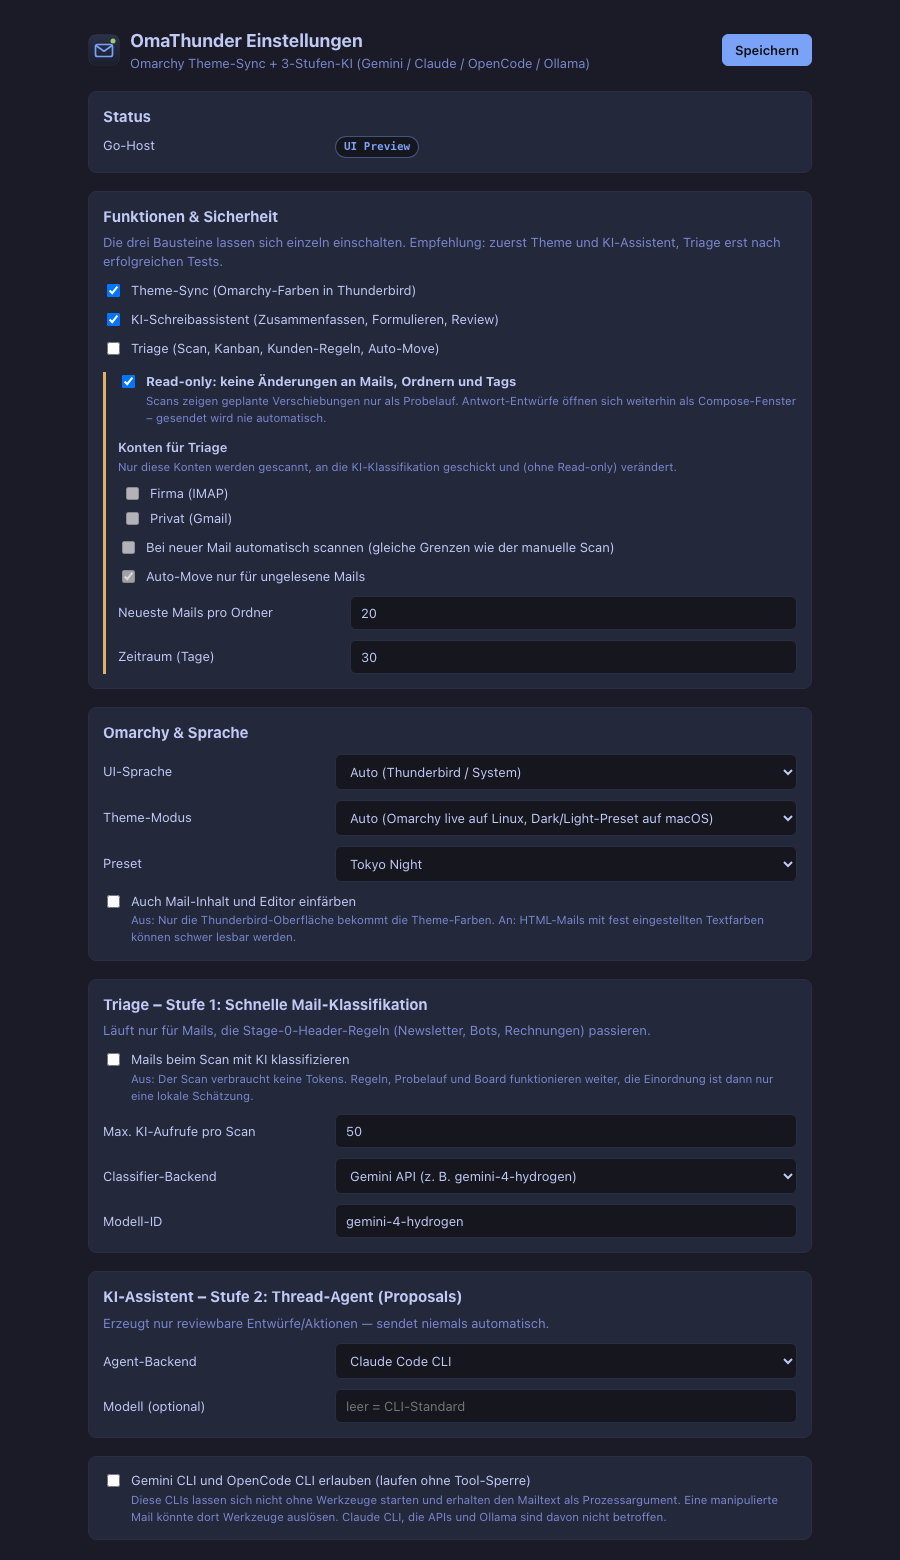 OmaThunder Einstellungen
Omarchy Theme-Sync + 3-Stufen-KI (Gemini / Claude / OpenCode / Ollama)
Speichern
Status
Go-Host
UI Preview
Funktionen & Sicherheit
Die drei Bausteine lassen sich einzeln einschalten. Empfehlung: zuerst Theme und KI-Assistent, Triage erst nach
erfolgreichen Tests.
Theme-Sync (Omarchy-Farben in Thunderbird)
KI-Schreibassistent (Zusammenfassen, Formulieren, Review)
Triage (Scan, Kanban, Kunden-Regeln, Auto-Move)
Read-only: keine Änderungen an Mails, Ordnern und Tags
Scans zeigen geplante Verschiebungen nur als Probelauf. Antwort-Entwürfe öffnen sich weiterhin als Compose-Fenster
– gesendet wird nie automatisch.
Konten für Triage
Nur diese Konten werden gescannt, an die KI-Klassifikation geschickt und (ohne Read-only) verändert.
Firma (IMAP)
Privat (Gmail)
Bei neuer Mail automatisch scannen (gleiche Grenzen wie der manuelle Scan)
Auto-Move nur für ungelesene Mails
Neueste Mails pro Ordner
20
Zeitraum (Tage)
30
Omarchy & Sprache
UI-Sprache
Auto (Thunderbird / System)
Theme-Modus
Auto (Omarchy live auf Linux, Dark/Light-Preset auf macOS)
Preset
Tokyo Night
Auch Mail-Inhalt und Editor einfärben
Aus: Nur die Thunderbird-Oberfläche bekommt die Theme-Farben. An: HTML-Mails mit fest eingestellten Textfarben
können schwer lesbar werden.
Triage – Stufe 1: Schnelle Mail-Klassifikation
Läuft nur für Mails, die Stage-0-Header-Regeln (Newsletter, Bots, Rechnungen) passieren.
Mails beim Scan mit KI klassifizieren
Aus: Der Scan verbraucht keine Tokens. Regeln, Probelauf und Board funktionieren weiter, die Einordnung ist dann nur
eine lokale Schätzung.
Max. KI-Aufrufe pro Scan
50
Classifier-Backend
Gemini API (z. B. gemini-4-hydrogen)
Modell-ID
gemini-4-hydrogen
KI-Assistent – Stufe 2: Thread-Agent (Proposals)
Erzeugt nur reviewbare Entwürfe/Aktionen — sendet niemals automatisch.
Agent-Backend
Claude Code CLI
Modell (optional)
leer = CLI-Standard
Gemini CLI und OpenCode CLI erlauben (laufen ohne Tool-Sperre)
Diese CLIs lassen sich nicht ohne Werkzeuge starten und erhalten den Mailtext als Prozessargument. Eine manipulierte
Mail könnte dort Werkzeuge auslösen. Claude CLI, die APIs und Ollama sind davon nicht betroffen.